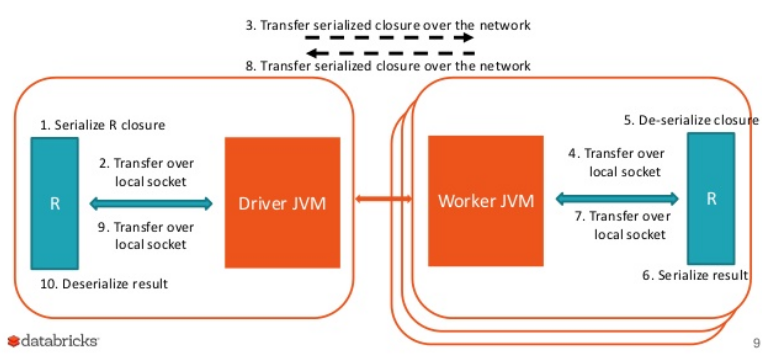 3. Transfer serialized closure over the network
8. Transfer serialized closure over the network
1. Serialize R closure
2. Transfer over
local socket
R
Driver JVM
9. Transfer over
local socket
10. Deserialize result
5. De-serialize closure
4. Transfer over
local socket
Worker JVM
R
7. Transfer over
local socket
6. Serialize result
databricks
9